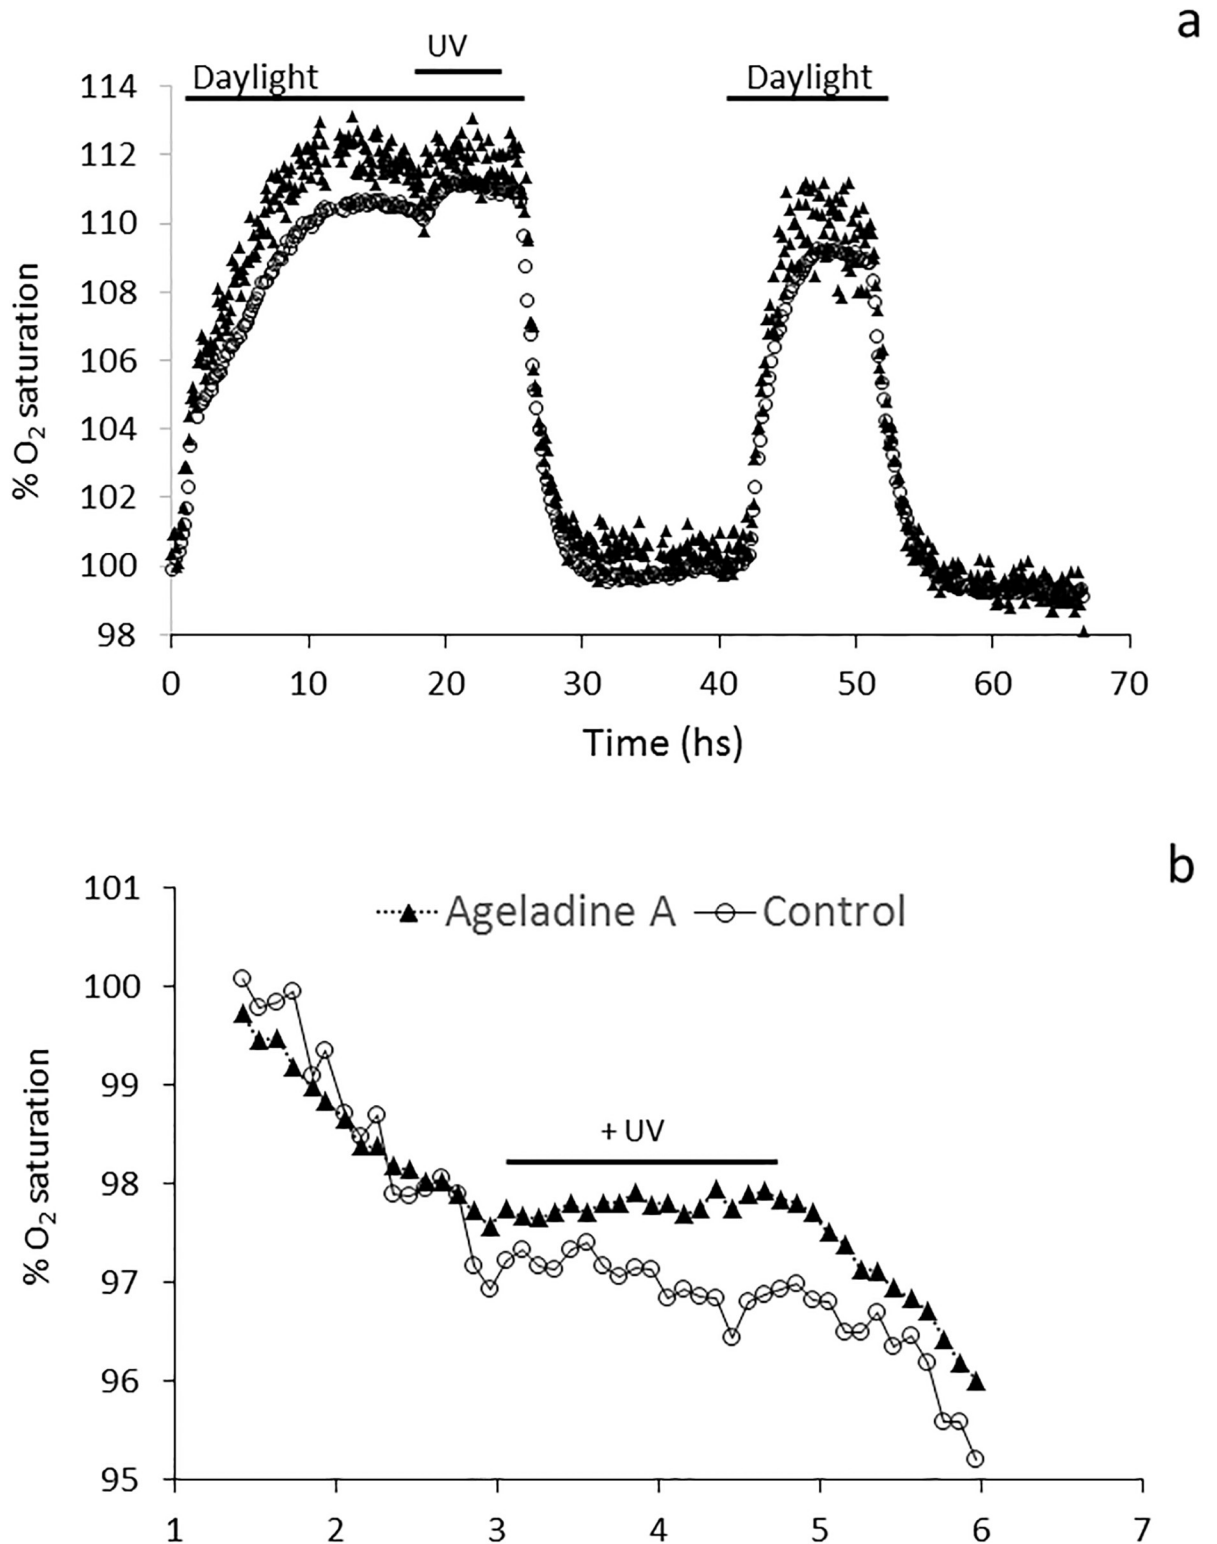 a
UV
Daylight
Daylight
114
112
110
108
106
104
102
100
98
% O2 saturation
0 10 20 30 40 50 60 70
Time (hs)
b
101
100
99
98
97
96
95
Ageladine A Control
+ UV
% O2 saturation
1 2 3 4 5 6 7